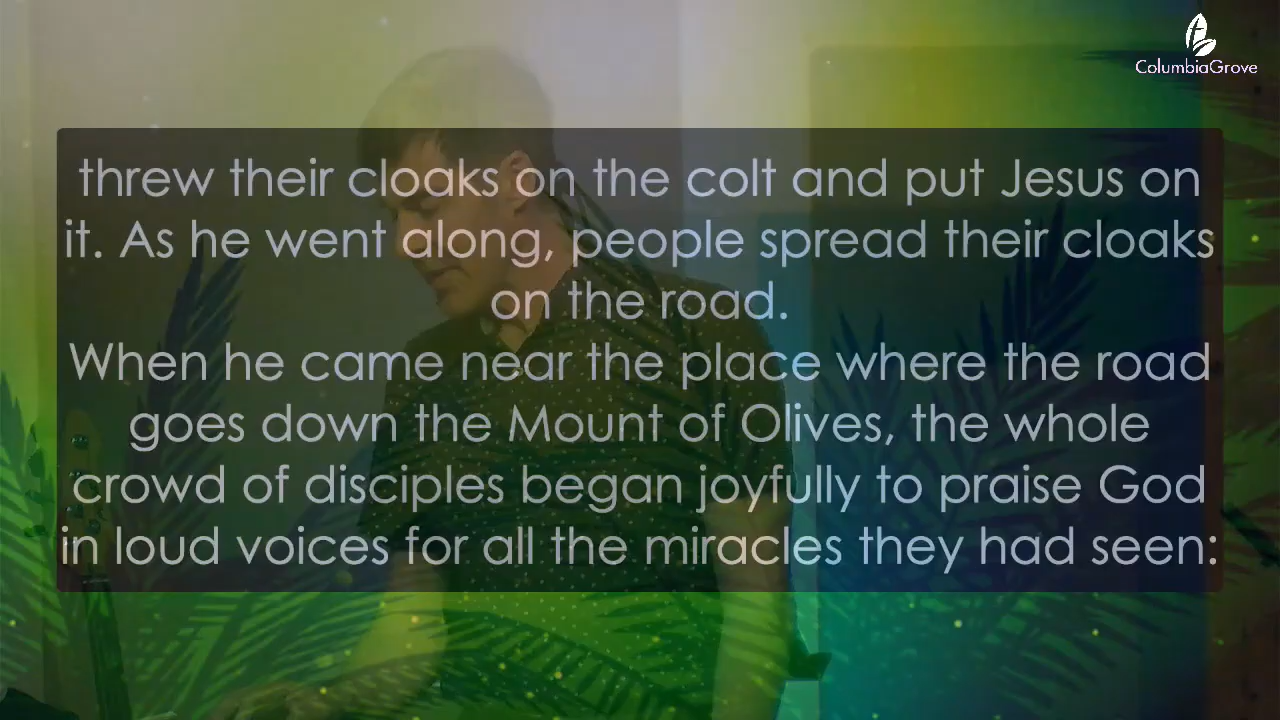 ColumbiaGrove
threw their cloaks on the colt and put Jesus on
it. As he went along, people spread their cloaks
on the road.
When he came near the place where the road
goes down the Mount of Olives, the whole
crowd of disciples began joyfully to praise God
in loud voices for all the miracles they had seen: